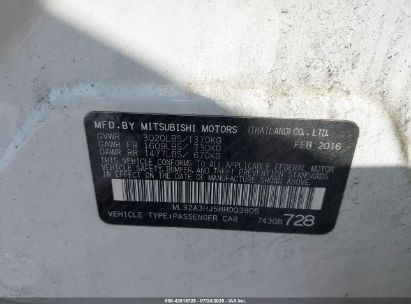 MFD.BY MITSUBISHI MOTORS (THAILAND) CO.,LTD.
GVWR 3020LBS/1370KG FEB 2016
GAWR FR 1609LBS/ 730KG
GAWR RR 1477LBS/ 670KG
THIS VEHICLE CONFORMS TO ALL APPLICABLE FEDERAL MOTOR
VEHICLE SAFETY, BUMPER AND THEFT PREVENTION STANDARDS
IN EFFECT ON THE DATE OF MANUFACTURE SHOWN ABOVE.
ML32A3HJ5HH003805
VEHICLE TYPE:PASSENGER CAR 7430B 728